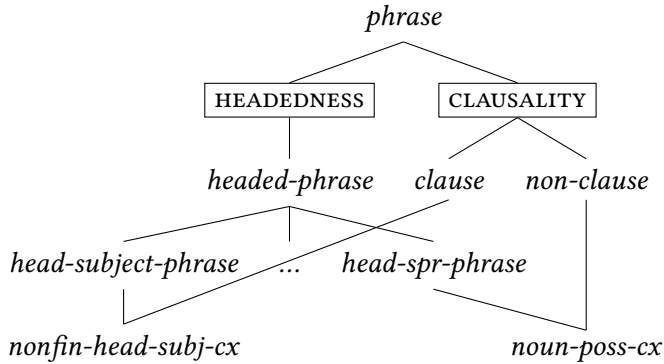 phrase
HEADEDNESS CLAUSALITY
headed-phrase clause non-clause
head-subject-phrase ... head-spr-phrase
nonfin-head-subj-cx noun-poss-cx